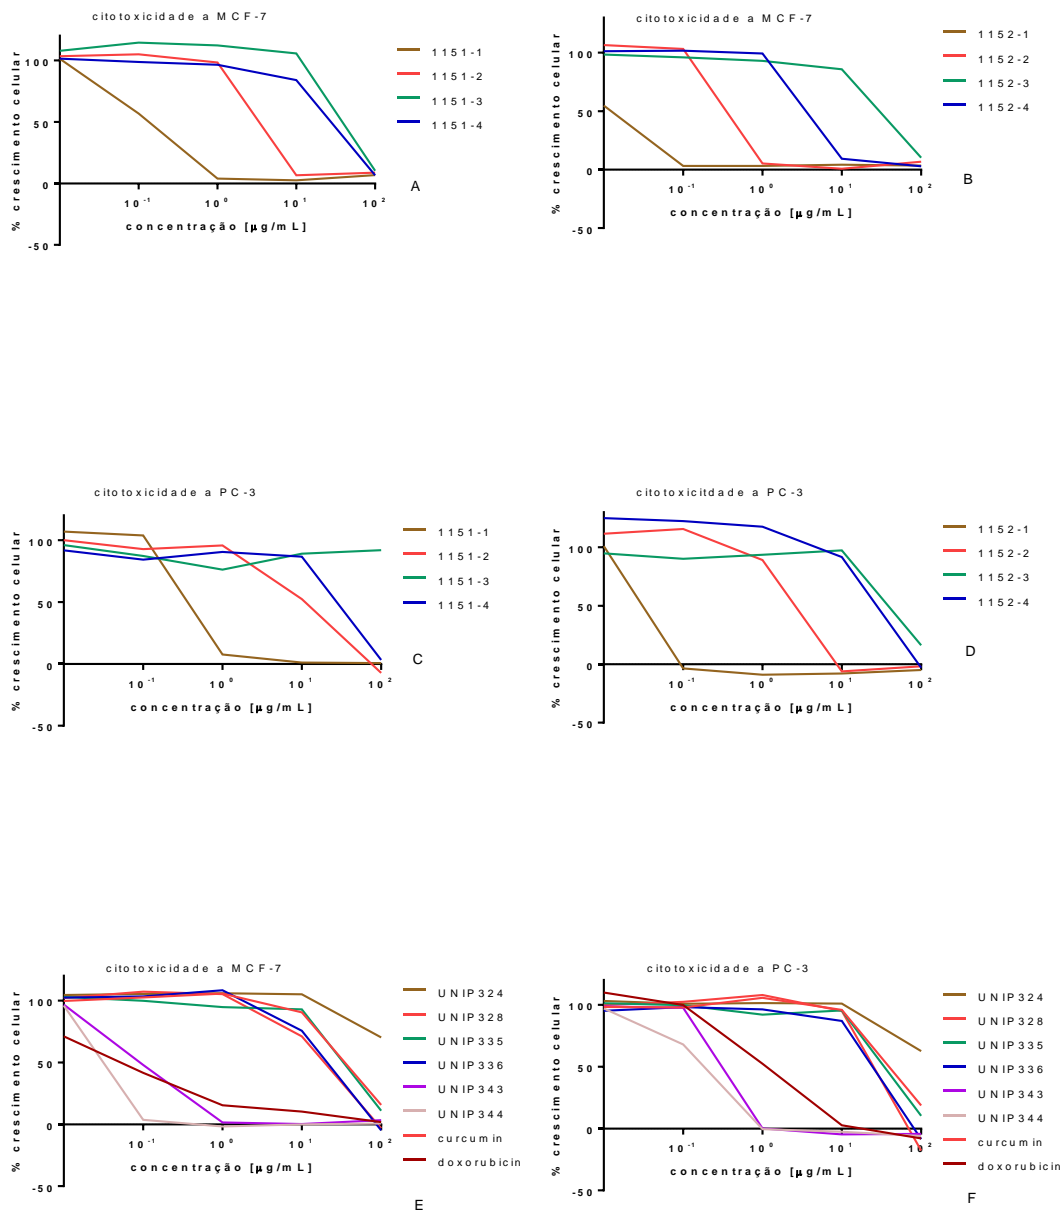 citotoxicidade a MCF-7
% crescimento celular
100
50
0
-50
10⁻¹
10⁰
10¹
10²
concentração [µg/mL]
1151-1
1151-2
1151-3
1151-4
A
citotoxicidade a MCF-7
% crescimento celular
100
50
0
-50
10⁻¹
10⁰
10¹
10²
concentração [µg/mL]
1152-1
1152-2
1152-3
1152-4
B
citotoxicidade a PC-3
% crescimento celular
100
50
0
-50
10⁻¹
10⁰
10¹
10²
concentração [µg/mL]
1151-1
1151-2
1151-3
1151-4
C
citotoxicitdade a PC-3
% crescimento celular
100
50
0
-50
10⁻¹
10⁰
10¹
10²
concentração [µg/mL]
1152-1
1152-2
1152-3
1152-4
D
citotoxicidade a MCF-7
% crescimento celular
100
50
0
-50
10⁻¹
10⁰
10¹
10²
concentração [µg/mL]
UNIP324
UNIP328
UNIP335
UNIP336
UNIP343
UNIP344
curcumin
doxorubicin
E
citotoxicidade a PC-3
% crescimento celular
100
50
0
-50
10⁻¹
10⁰
10¹
10²
concentração [µg/mL]
UNIP324
UNIP328
UNIP335
UNIP336
UNIP343
UNIP344
curcumin
doxorubicin
F